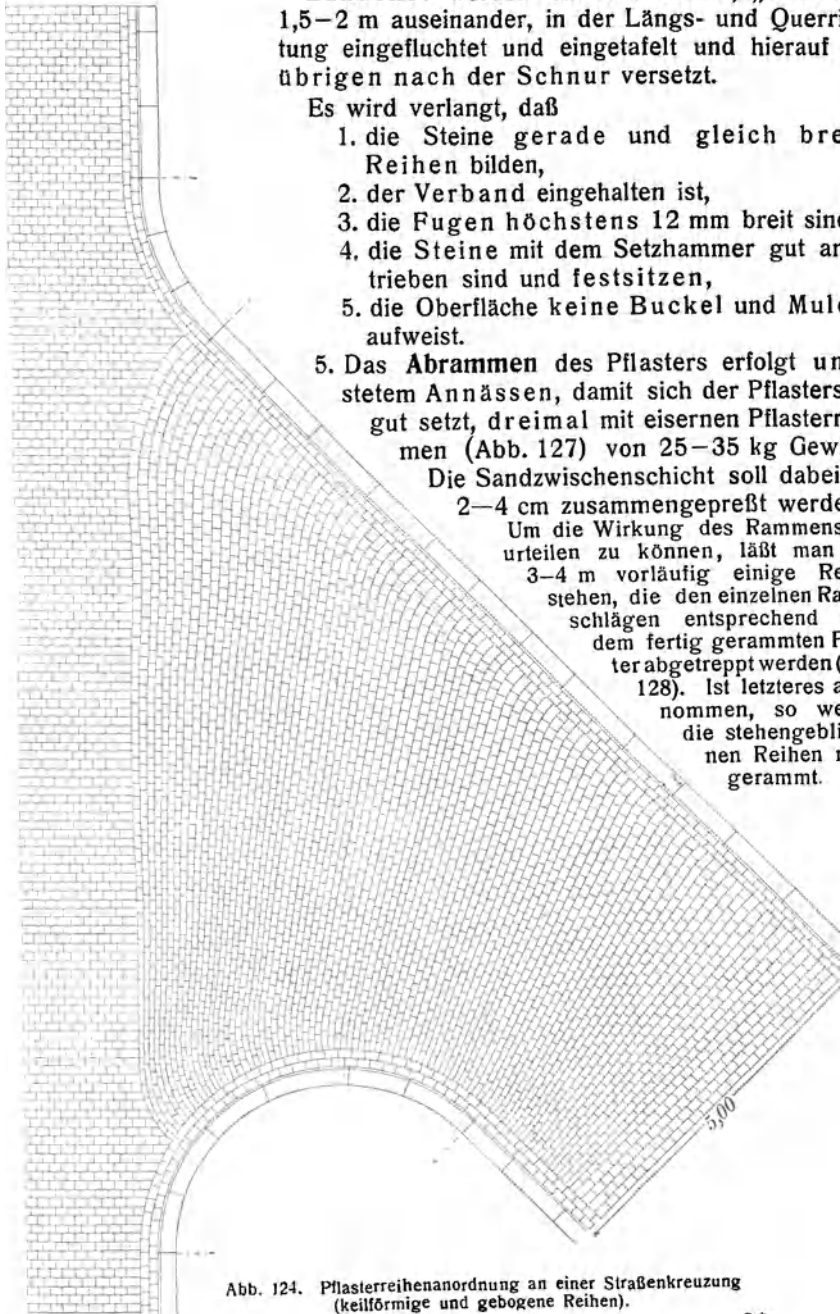 1,5–2 m auseinander, in der Längs- und Querri
tung eingefluchtet und eingetafelt und hierauf
übrigen nach der Schnur versetzt.
Es wird verlangt, daß
1. die Steine gerade und gleich bre
Reihen bilden,
2. der Verband eingehalten ist,
3. die Fugen höchstens 12 mm breit sin
4. die Steine mit dem Setzhammer gut an
trieben sind und festsitzen,
5. die Oberfläche keine Buckel und Mul
aufweist.
5. Das Abrammen des Pflasters erfolgt un
stetem Annässen, damit sich der Pflasters
gut setzt, dreimal mit eisernen Pflasterr
men (Abb. 127) von 25–35 kg Gew
Die Sandzwischenschicht soll dabei
2—4 cm zusammengepreßt werde
Um die Wirkung des Rammens
urteilen zu können, läßt man
3–4 m vorläufig einige Re
stehen, die den einzelnen Ra
schlägen entsprechend
dem fertig gerammten P
ter abgetreppt werden (
128). Ist letzteres a
nommen, so we
die stehengebli
nen Reihen n
gerammt.
5,00
Abb. 124. Pflasterreihenanordnung an einer Straßenkreuzung
(keilförmige und gebogene Reihen).